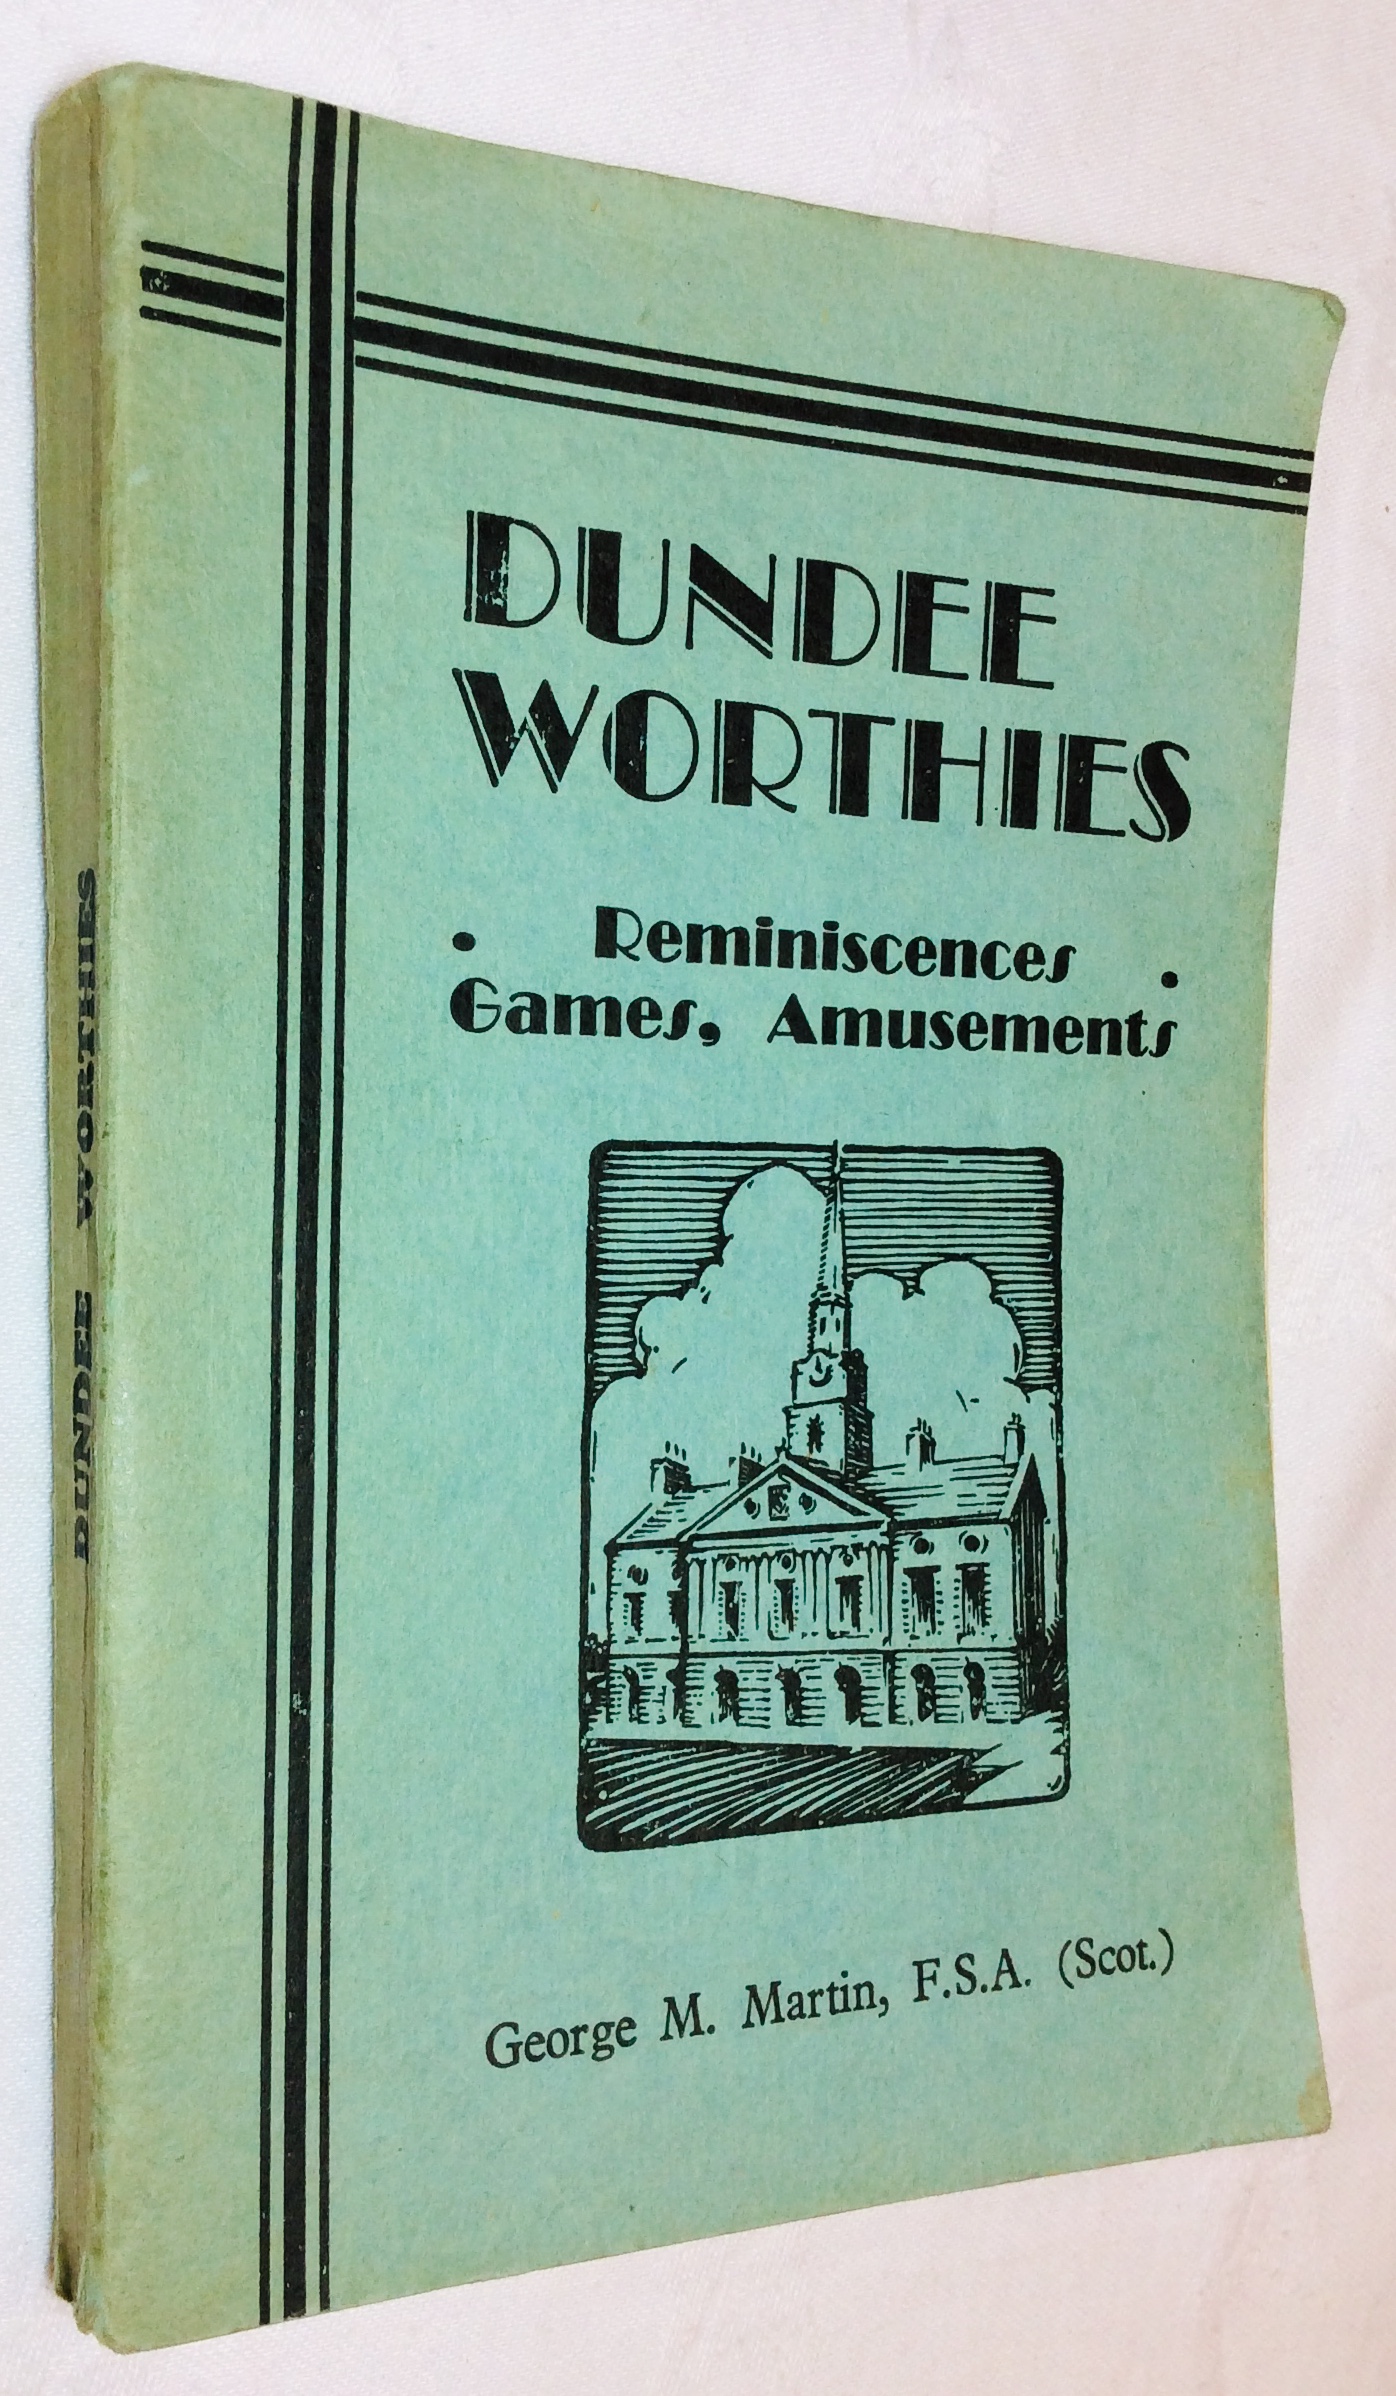 DUNDEE WORTHIES
DUNDEE
WORTHIES
. Reminiscences .
Games, Amusements
George M. Martin, F.S.A. (Scot.)